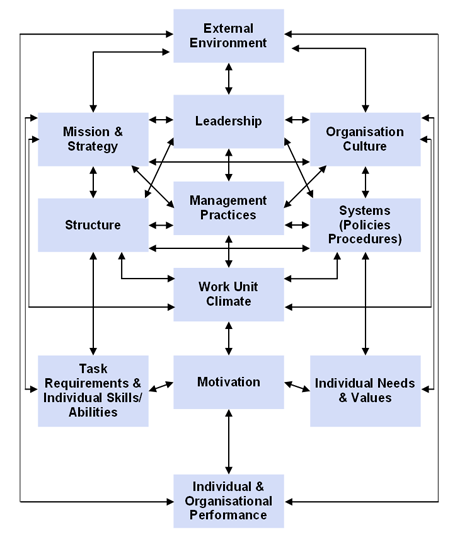 External
Environment
Leadership
Mission &
Strategy
Organisation
Culture
Management
Practices
Structure
Systems
(Policies
Procedures)
Work Unit
Climate
Task
Requirements &
Individual Skills/
Abilities
Motivation
Individual Needs
& Values
Individual &
Organisational
Performance